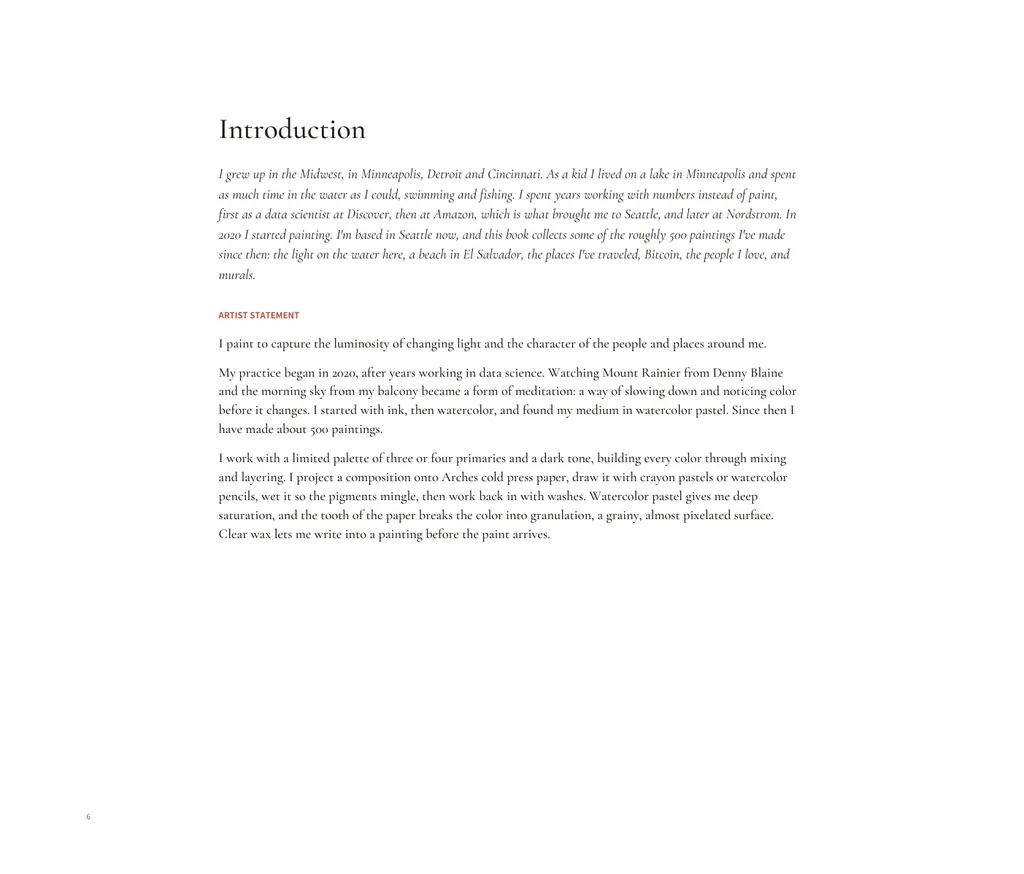 Introduction
I grew up in the Midwest, in Minneapolis, Detroit and Cincinnati. As a kid I lived on a lake in Minneapolis and spent
as much time in the water as I could, swimming and fishing. I spent years working with numbers instead of paint,
first as a data scientist at Discover, then at Amazon, which is what brought me to Seattle, and later at Nordstrom. In
2020 I started painting. I'm based in Seattle now, and this book collects some of the roughly 500 paintings I've made
since then: the light on the water here, a beach in El Salvador, the places I've traveled, Bitcoin, the people I love, and
murals.
ARTIST STATEMENT
I paint to capture the luminosity of changing light and the character of the people and places around me.
My practice began in 2020, after years working in data science. Watching Mount Rainier from Denny Blaine
and the morning sky from my balcony became a form of meditation: a way of slowing down and noticing color
before it changes. I started with ink, then watercolor, and found my medium in watercolor pastel. Since then I
have made about 500 paintings.
I work with a limited palette of three or four primaries and a dark tone, building every color through mixing
and layering. I project a composition onto Arches cold press paper, draw it with crayon pastels or watercolor
pencils, wet it so the pigments mingle, then work back in with washes. Watercolor pastel gives me deep
saturation, and the tooth of the paper breaks the color into granulation, a grainy, almost pixelated surface.
Clear wax lets me write into a painting before the paint arrives.
6